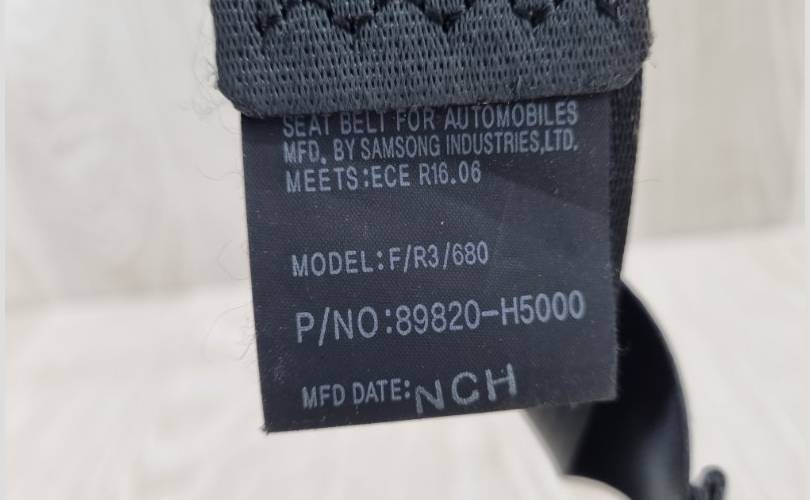 SEAT BELT FOR AUTOMOBILES
MFD. BY SAMSONG INDUSTRIES,LTD.
MEETS:ECE R16.06
MODEL:F/R3/680
P/NO:89820-H5000
MFD DATE:NCH